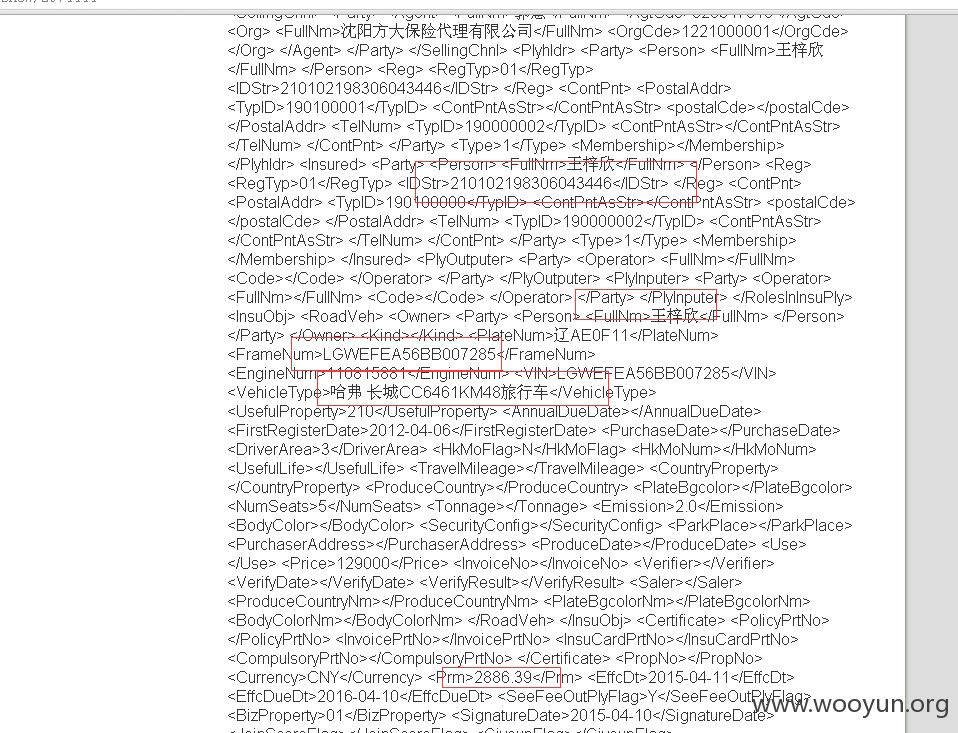 <Org> <FullNm>沈阳方大保险代理有限公司</FullNm> <OrgCde>1221000001</OrgCde>
</Org> </Agent> </Party> </SellingChnl> <Plyhldr> <Party> <Person> <FullNm>王梓欣
</FullNm> </Person> <Reg> <RegTyp>01</RegTyp>
<IDStr>210102198306043446</IDStr> </Reg> <ContPnt> <PostalAddr>
<TypID>190100001</TypID> <ContPntAsStr></ContPntAsStr> <postalCde></postalCde>
</PostalAddr> <TelNum> <TypID>190000002</TypID> <ContPntAsStr></ContPntAsStr>
</TelNum> </ContPnt> </Party> <Type>1</Type> <Membership></Membership>
</Plyhldr> <Insured> <Party> <Person> <FullNm>王梓欣</FullNm> </Person> <Reg>
<RegTyp>01</RegTyp> <IDStr>210102198306043446</IDStr> </Reg> <ContPnt>
<PostalAddr> <TypID>190100000</TypID> <ContPntAsStr></ContPntAsStr> <postalCde>
</postalCde> </PostalAddr> <TelNum> <TypID>190000002</TypID> <ContPntAsStr>
</ContPntAsStr> </TelNum> </ContPnt> </Party> <Type>1</Type> <Membership>
</Membership> </Insured> <PlyOutputer> <Party> <Operator> <FullNm></FullNm>
<Code></Code> </Operator> </Party> </PlyOutputer> <PlyInputer> <Party> <Operator>
<FullNm></FullNm> <Code></Code> </Operator> </Party> </PlyInputer> </RolesInInsuPly>
<InsuObj> <RoadVeh> <Owner> <Party> <Person> <FullNm>王梓欣</FullNm> </Person>
</Party> </Owner> <Kind></Kind> <PlateNum>辽AE0F11</PlateNum>
<FrameNum>LGWEFEA56BB007285</FrameNum>
<EngineNum>110815881</EngineNum> <VIN>LGWEFEA56BB007285</VIN>
<VehicleType>哈弗 长城CC6461KM48旅行车</VehicleType>
<UsefulProperty>210</UsefulProperty> <AnnualDueDate></AnnualDueDate>
<FirstRegisterDate>2012-04-06</FirstRegisterDate> <PurchaseDate></PurchaseDate>
<DriverArea>3</DriverArea> <HkMoFlag>N</HkMoFlag> <HkMoNum></HkMoNum>
<UsefulLife></UsefulLife> <TravelMileage></TravelMileage> <CountryProperty>
</CountryProperty> <ProduceCountry></ProduceCountry> <PlateBgcolor></PlateBgcolor>
<NumSeats>5</NumSeats> <Tonnage></Tonnage> <Emission>2.0</Emission>
<BodyColor></BodyColor> <SecurityConfig></SecurityConfig> <ParkPlace></ParkPlace>
<PurchaserAddress></PurchaserAddress> <ProduceDate></ProduceDate> <Use>
</Use> <Price>129000</Price> <InvoiceNo></InvoiceNo> <Verifier></Verifier>
<VerifyDate></VerifyDate> <VerifyResult></VerifyResult> <Saler></Saler>
<ProduceCountryNm></ProduceCountryNm> <PlateBgcolorNm></PlateBgcolorNm>
<BodyColorNm></BodyColorNm> </RoadVeh> </InsuObj> <Certificate> <PolicyPrtNo>
</PolicyPrtNo> <InvoicePrtNo></InvoicePrtNo> <InsuCardPrtNo></InsuCardPrtNo>
<CompulsoryPrtNo></CompulsoryPrtNo> </Certificate> <PropNo></PropNo>
<Currency>CNY</Currency> <Prm>2886.39</Prm> <EffcDt>2015-04-11</EffcDt>
<EffcDueDt>2016-04-10</EffcDueDt> <SeeFeeOutPlyFlag>Y</SeeFeeOutPlyFlag>
<BizProperty>01</BizProperty> <SignatureDate>2015-04-10</SignatureDate>
www.wooyun.org